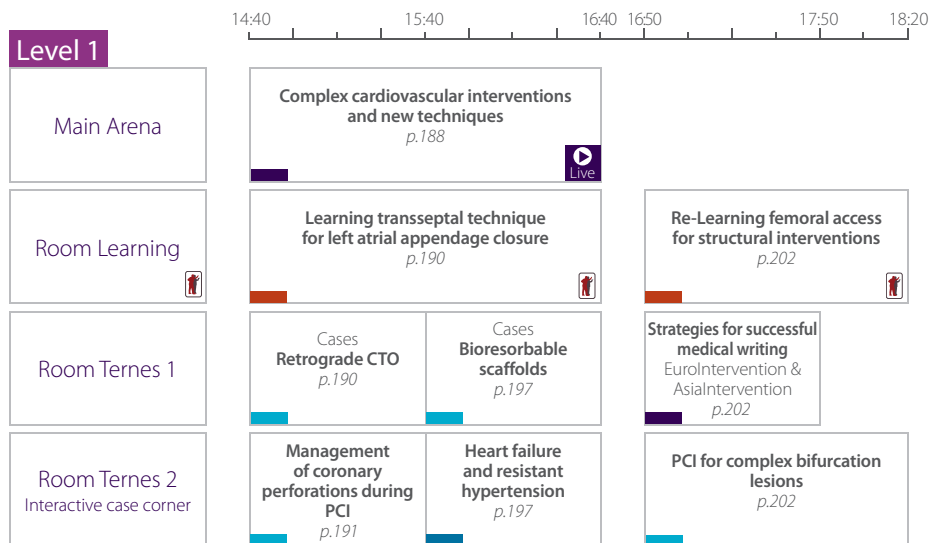 14:40 15:40 16:40 16:50 17:50 18:20
Level 1
Main Arena
Complex cardiovascular interventions
and new techniques
p.188
Live
Room Learning
Learning transseptal technique
for left atrial appendage closure
p.190
Re-Learning femoral access
for structural interventions
p.202
Room Ternes 1
Cases
Retrograde CTO
p.190
Cases
Bioresorbable
scaffolds
p.197
Strategies for successful
medical writing
EuroIntervention &
AsiaIntervention
p.202
Room Ternes 2
Interactive case corner
Management
of coronary
perforations during
PCI
p.191
Heart failure
and resistant
hypertension
p.197
PCI for complex bifurcation
lesions
p.202